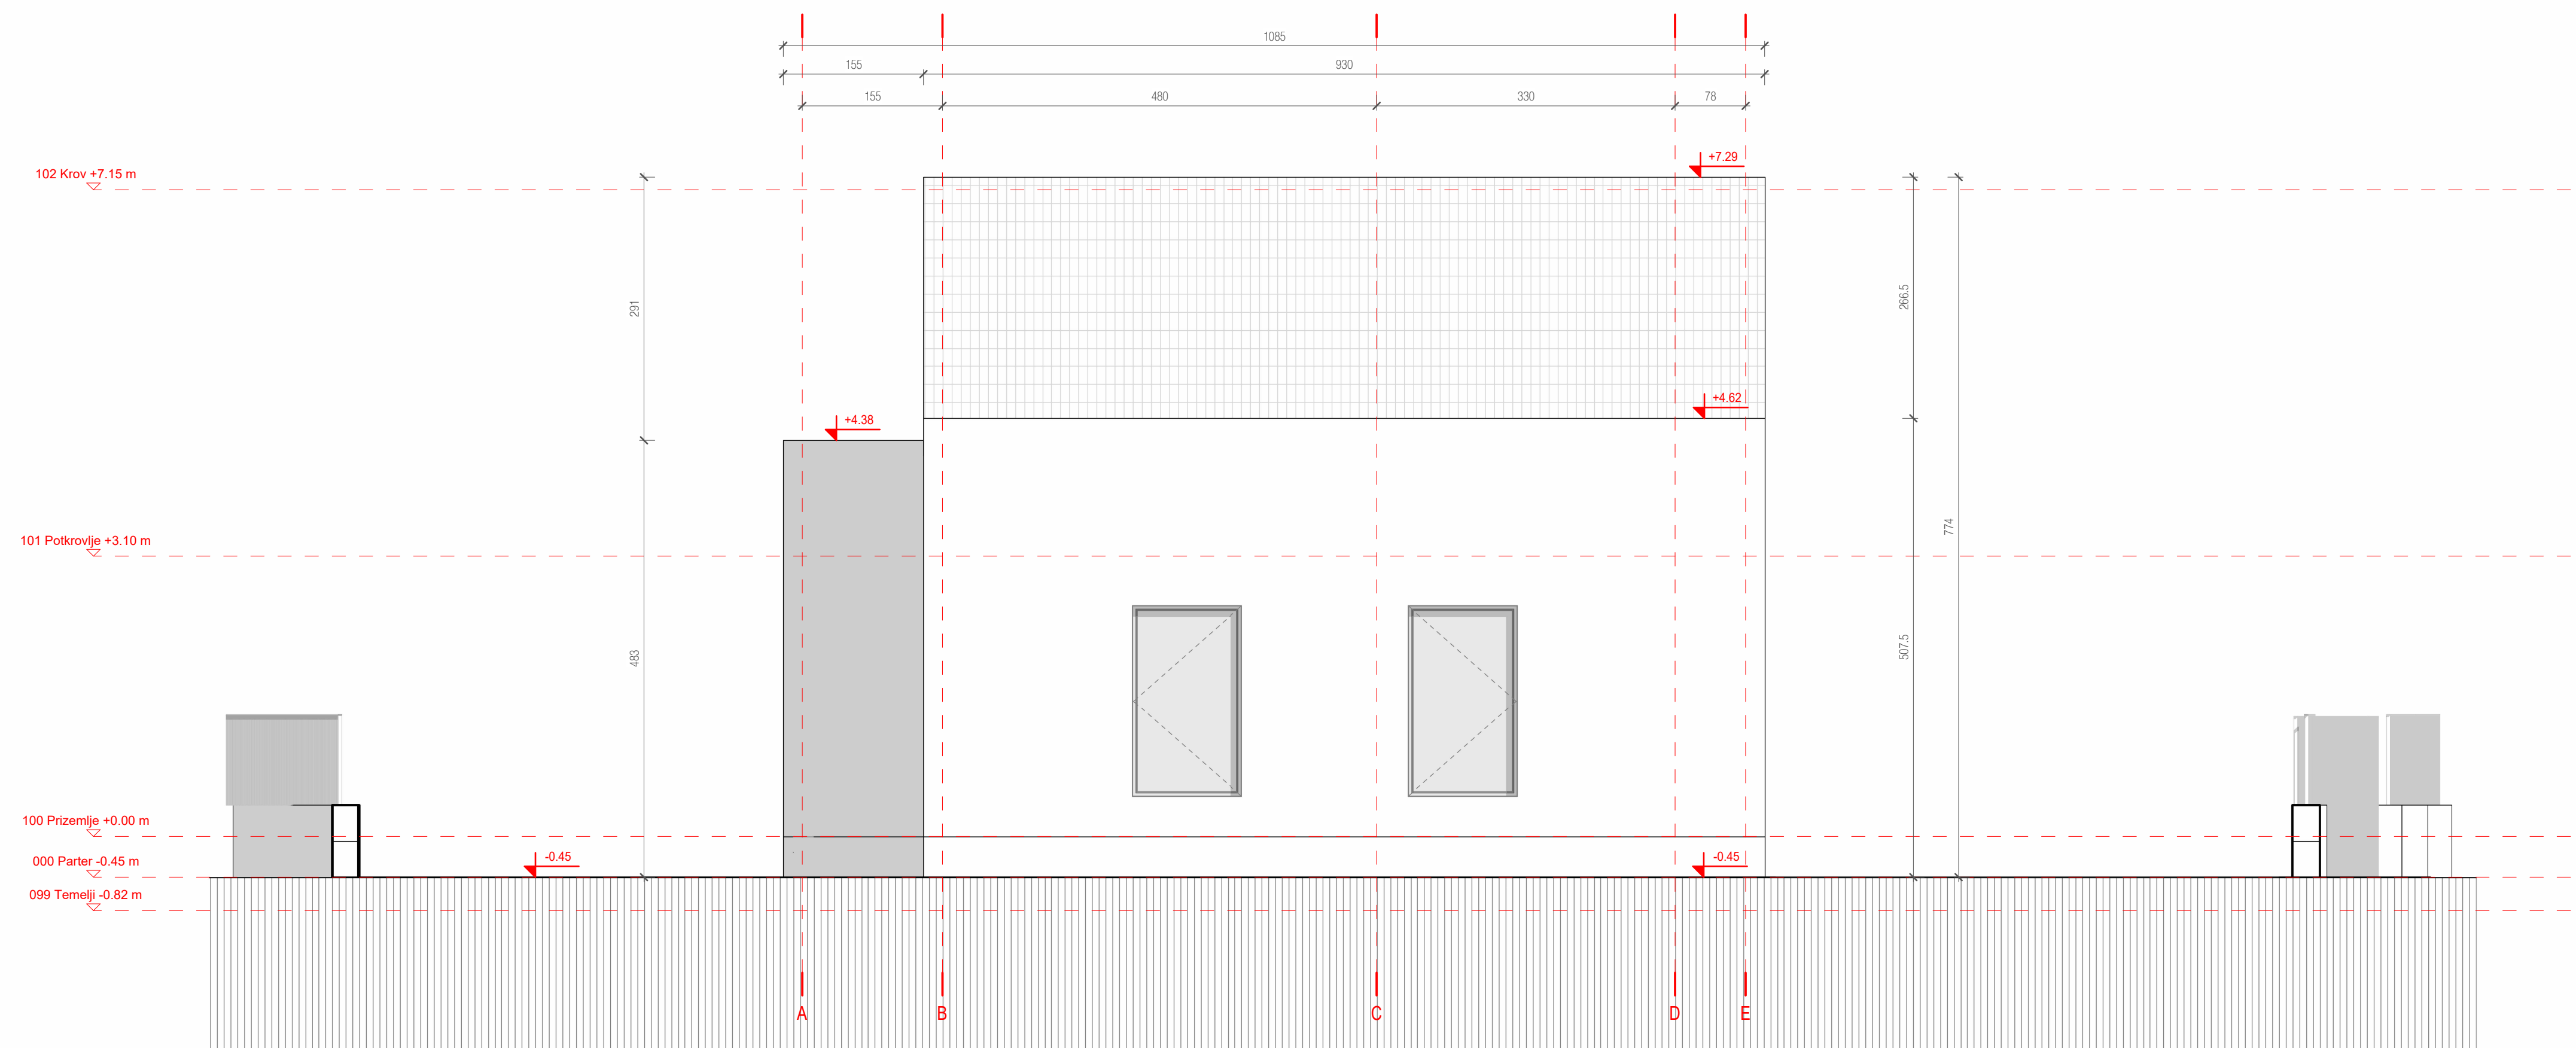 1085
155
930
155
480
330
78
+7.29
102 Krov +7.15 m
291
266.5
+4.62
+4.38
774
101 Potkrovlje +3.10 m
483
507.5
100 Prizemlje +0.00 m
000 Parter -0.45 m
-0.45
-0.45
099 Temelji -0.82 m
A
B
C
D
E